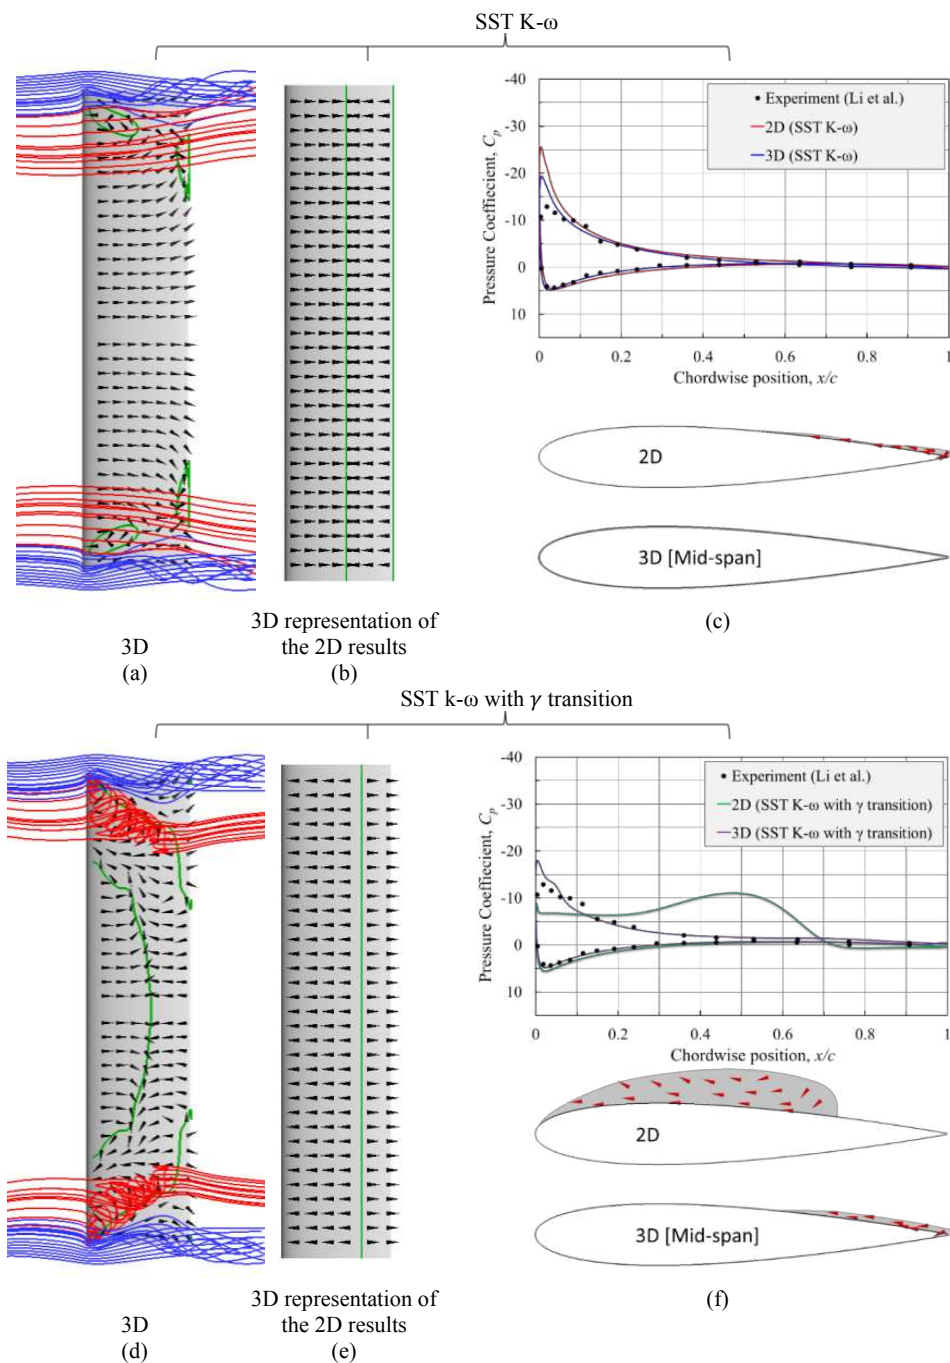 SST K-ω
-40
-30
-20
-10
0
10
Pressure Coeffiecient, Cp
Experiment (Li et al.)
2D (SST K-ω)
3D (SST K-ω)
0 0.2 0.4 0.6 0.8 1
Chordwise position, x/c
2D
3D [Mid-span]
3D
(a)
3D representation of
the 2D results
(b)
(c)
SST k-ω with γ transition
-40
-30
-20
-10
0
10
Pressure Coeffiecient, Cp
Experiment (Li et al.)
2D (SST K-ω with γ transition)
3D (SST K-ω with γ transition)
0 0.2 0.4 0.6 0.8 1
Chordwise position, x/c
2D
3D [Mid-span]
3D
(d)
3D representation of
the 2D results
(e)
(f)